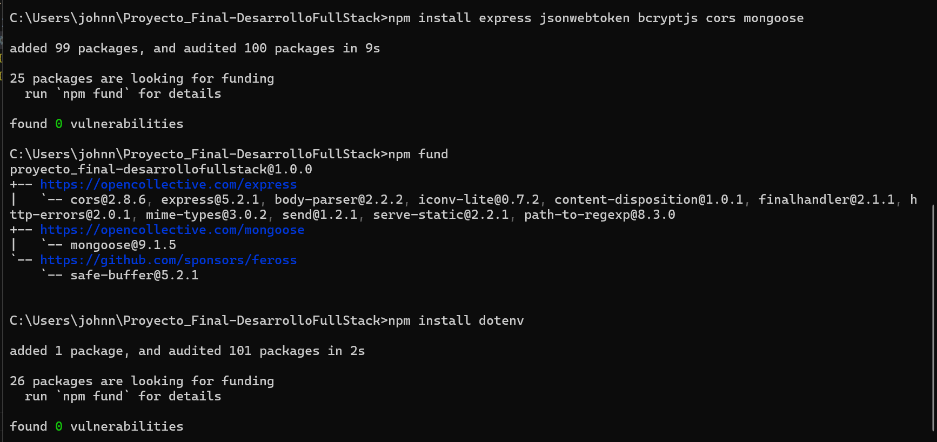 C:\Users\johnn\Proyecto_Final-DesarrolloFullStack>npm install express jsonwebtoken bcryptjs cors mongoose
added 99 packages, and audited 100 packages in 9s
25 packages are looking for funding
  run `npm fund` for details
found 0 vulnerabilities
C:\Users\johnn\Proyecto_Final-DesarrolloFullStack>npm fund
proyecto_final-desarrollofullstack@1.0.0
+-- https://opencollective.com/express
|   `-- cors@2.8.6, express@5.2.1, body-parser@2.2.2, iconv-lite@0.7.2, content-disposition@1.0.1, finalhandler@2.1.1, h
ttp-errors@2.0.1, mime-types@3.0.2, send@1.2.1, serve-static@2.2.1, path-to-regexp@8.3.0
+-- https://opencollective.com/mongoose
|   `-- mongoose@9.1.5
`-- https://github.com/sponsors/feross
    `-- safe-buffer@5.2.1
C:\Users\johnn\Proyecto_Final-DesarrolloFullStack>npm install dotenv
added 1 package, and audited 101 packages in 2s
26 packages are looking for funding
  run `npm fund` for details
found 0 vulnerabilities